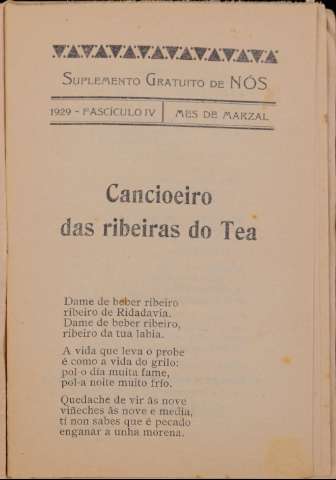 SUPLEMENTO GRATUITO DE NÓS
1929 - FASCÍCULO IV | MES DE MARZAL
Cancioeiro
das ribeiras do Tea
Dame de beber ribeiro
ribeiro de Ridadavia.
Dame de beber ribeiro,
ribeiro da tua labia.
A vida que leva o probe
é como a vida do grilo:
pol-o día muita fame,
pol-a noite muito frío.
Quedache de vir ás nove
viñeches ás nove e media,
ti non sabes que é pecado
enganar a unha morena.